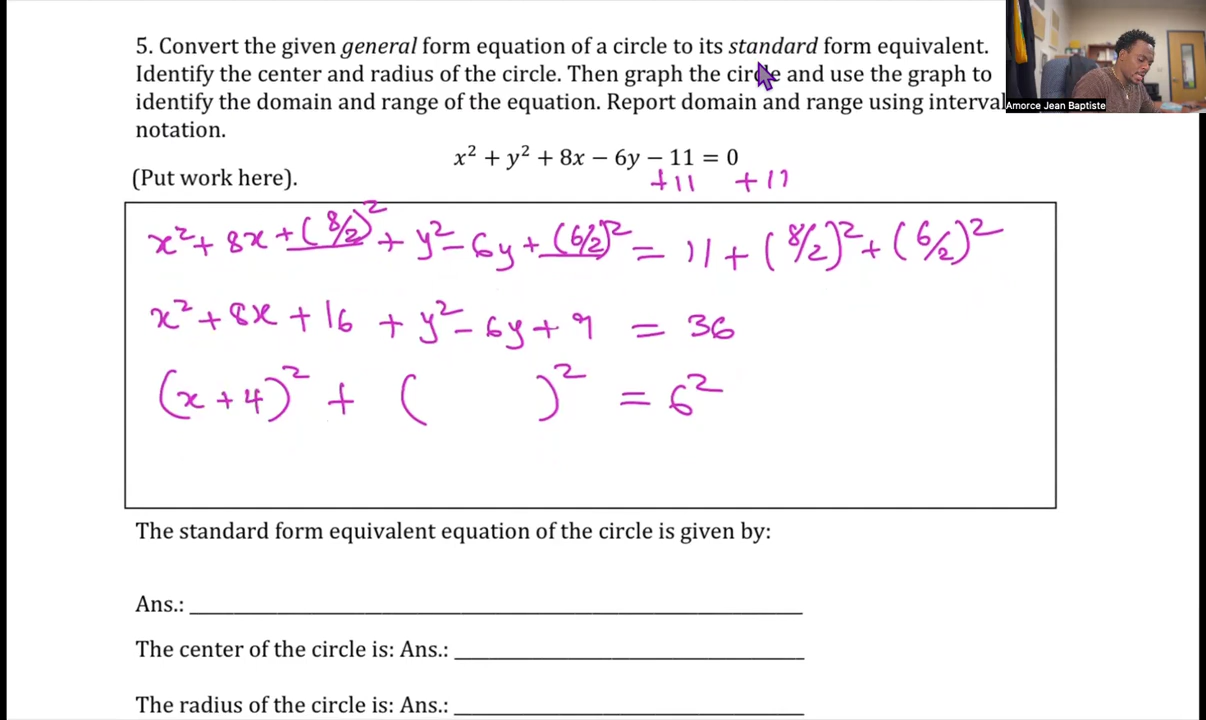 5. Convert the given general form equation of a circle to its standard form equivalent.
Identify the center and radius of the circle. Then graph the circle and use the graph to
identify the domain and range of the equation. Report domain and range using interval
notation.
Amorce Jean Baptiste
x² + y² + 8x − 6y − 11 = 0
+11 +11
(Put work here).
x² + 8x + (8/2)² + y² − 6y + (6/2)² = 11 + (8/2)² + (6/2)²
x² + 8x + 16 + y² − 6y + 9 = 36
(x + 4)² + ( )² = 6²
The standard form equivalent equation of the circle is given by:
Ans.:
The center of the circle is: Ans.:
The radius of the circle is: Ans.: